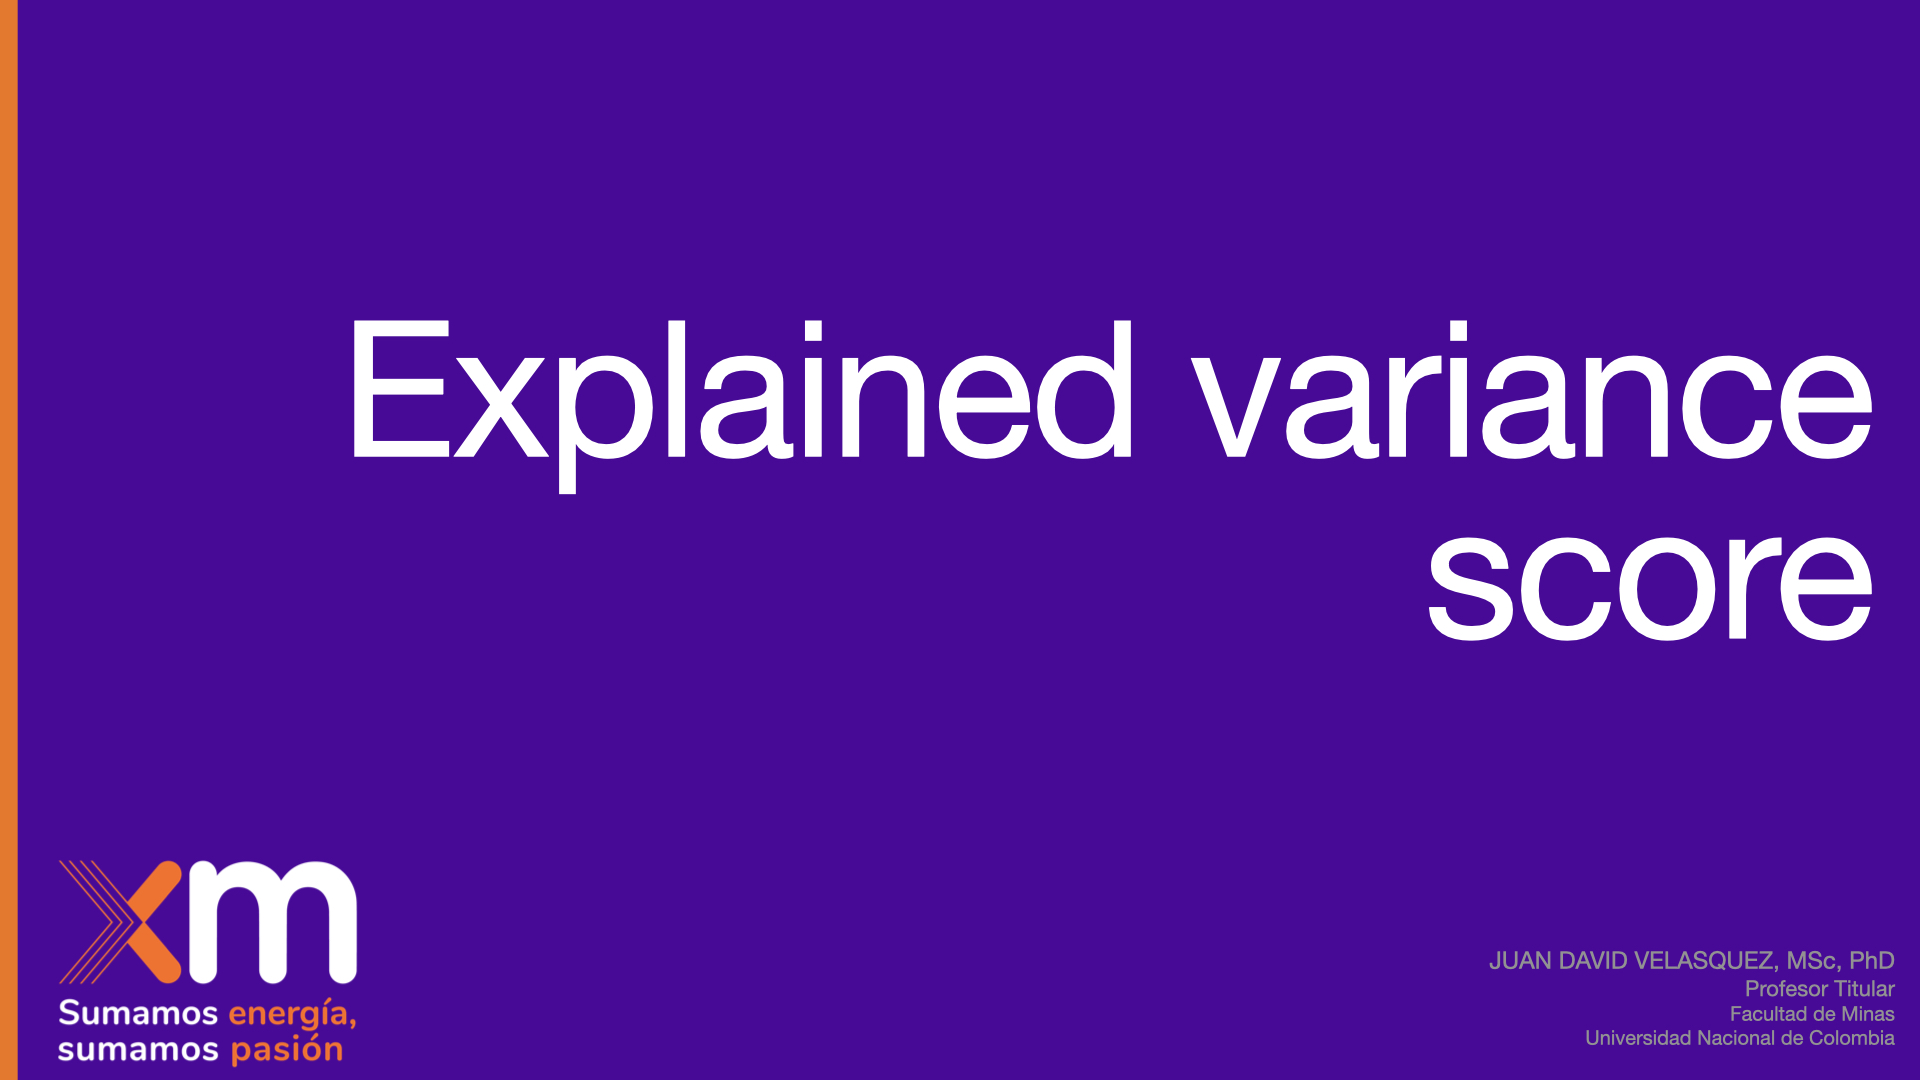 Explained variance
score
xm
Sumamos energía,
sumamos pasión
JUAN DAVID VELASQUEZ, MSc, PhD
Profesor Titular
Facultad de Minas
Universidad Nacional de Colombia